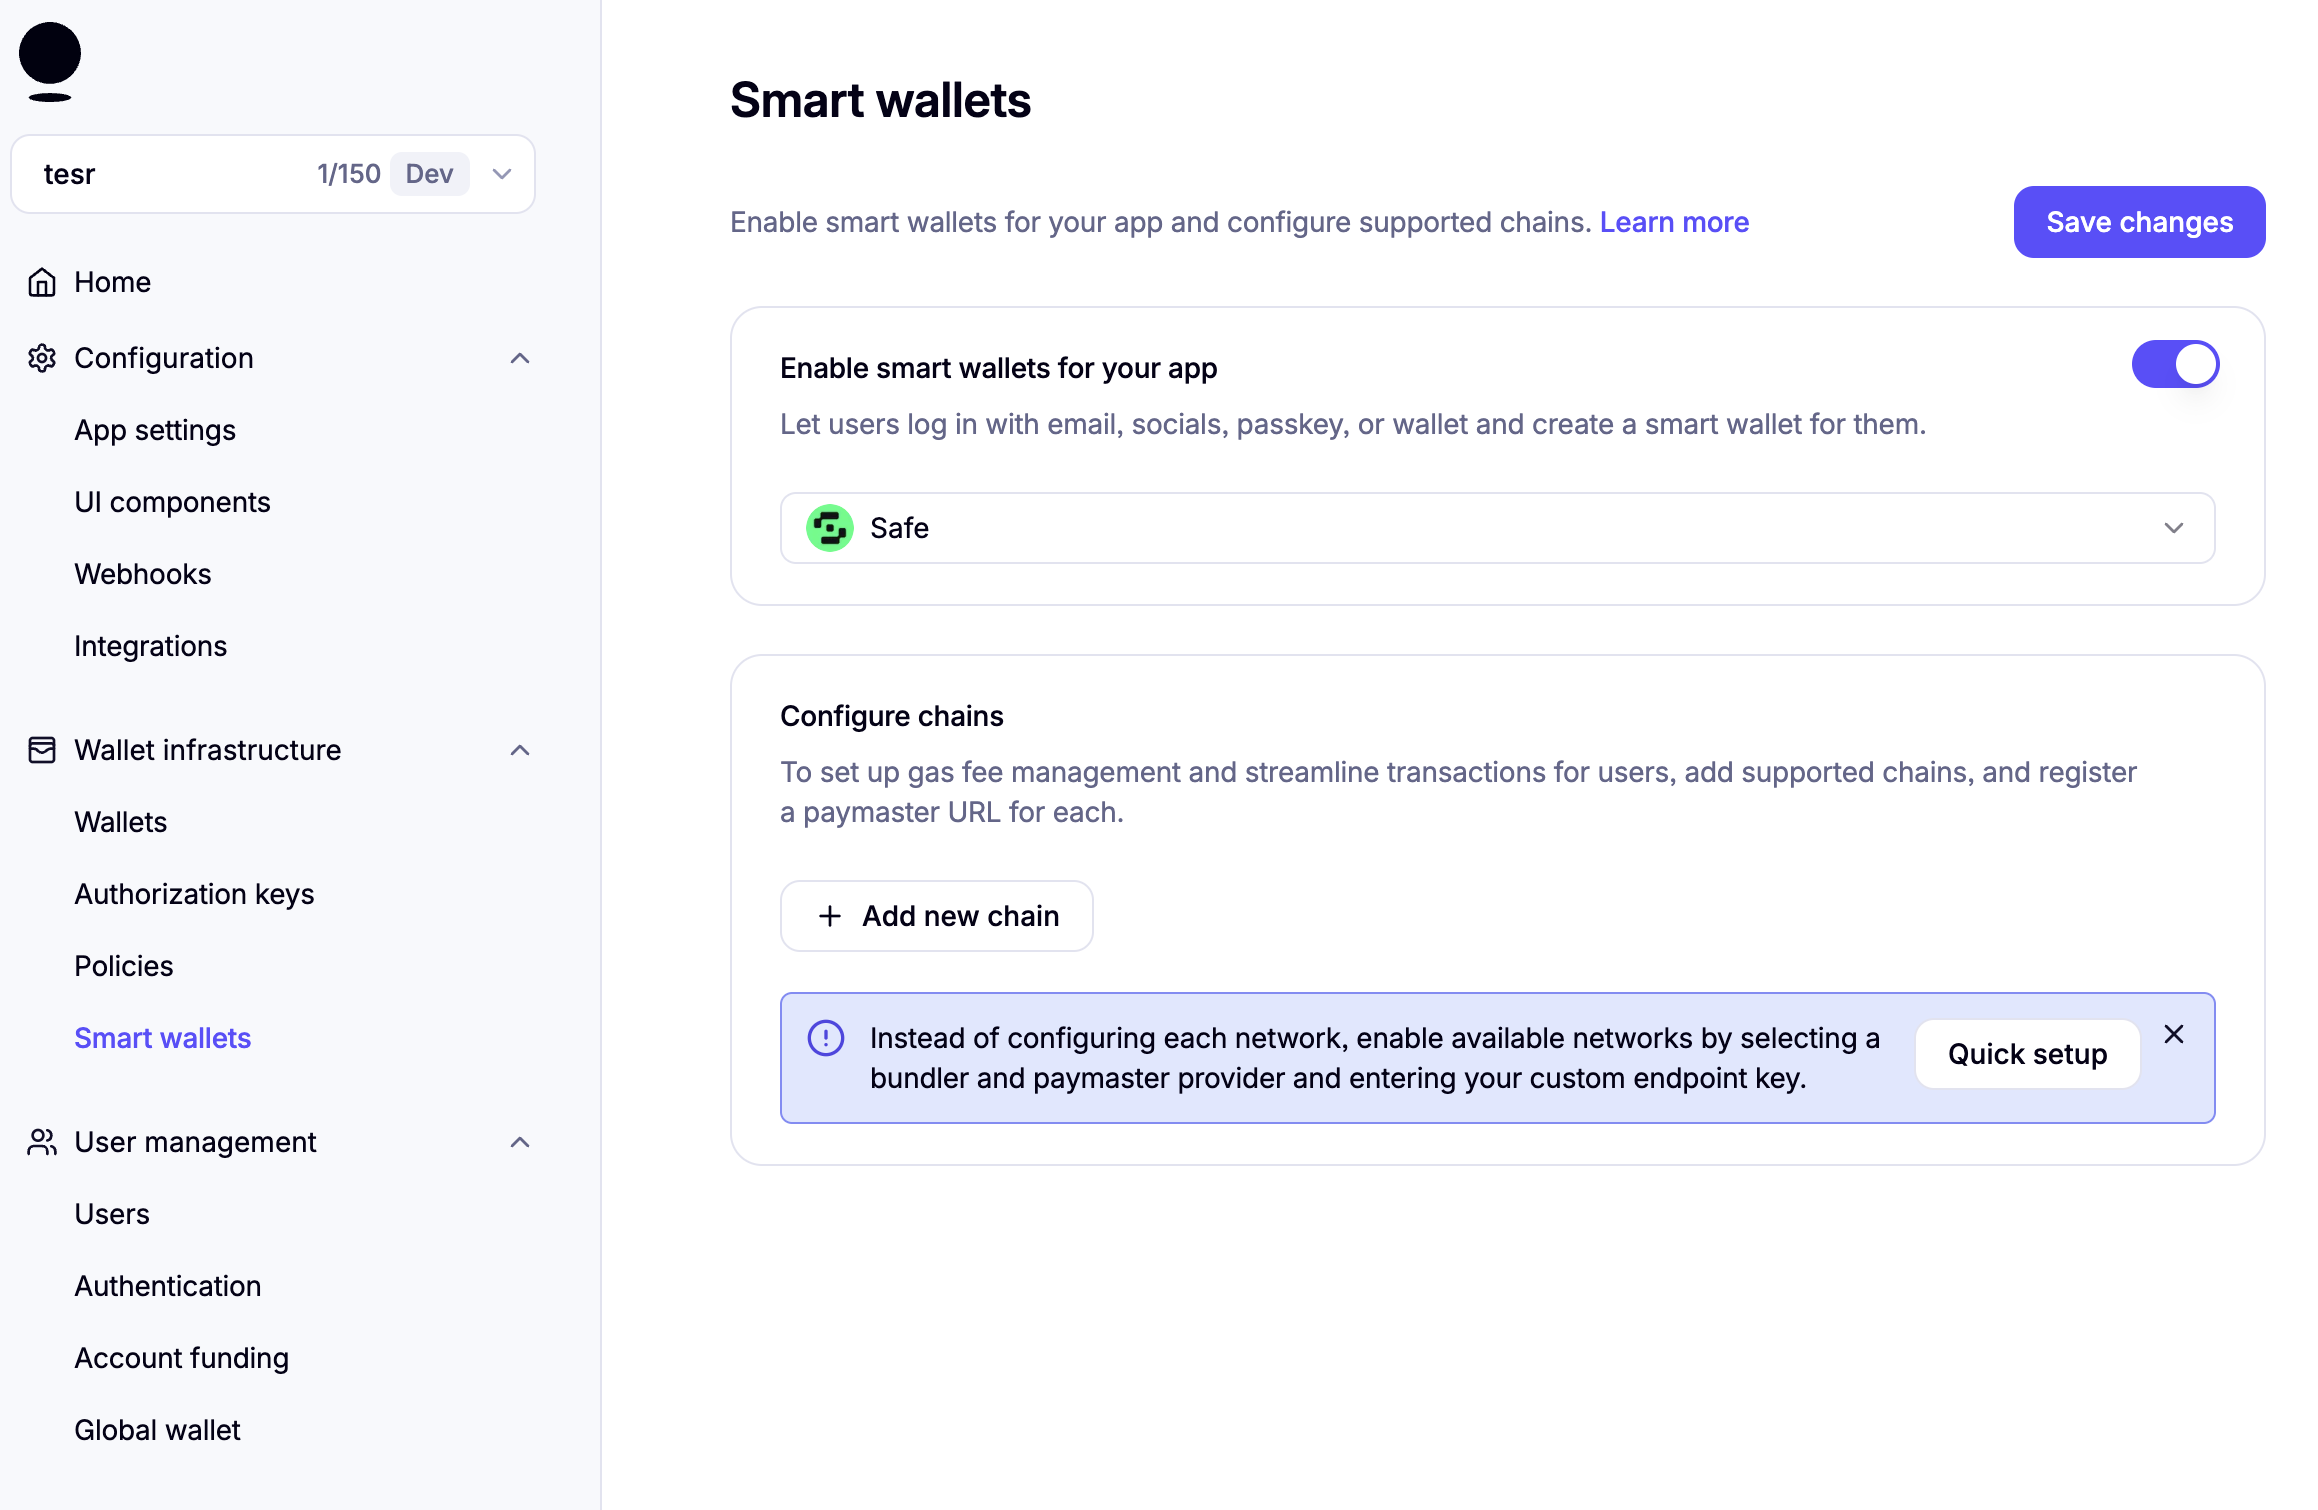 tesr 1/150 Dev
Home
Configuration
App settings
UI components
Webhooks
Integrations
Wallet infrastructure
Wallets
Authorization keys
Policies
Smart wallets
User management
Users
Authentication
Account funding
Global wallet
Smart wallets
Enable smart wallets for your app and configure supported chains. Learn more
Save changes
Enable smart wallets for your app
Let users log in with email, socials, passkey, or wallet and create a smart wallet for them.
Safe
Configure chains
To set up gas fee management and streamline transactions for users, add supported chains, and register
a paymaster URL for each.
Add new chain
Instead of configuring each network, enable available networks by selecting a
bundler and paymaster provider and entering your custom endpoint key.
Quick setup